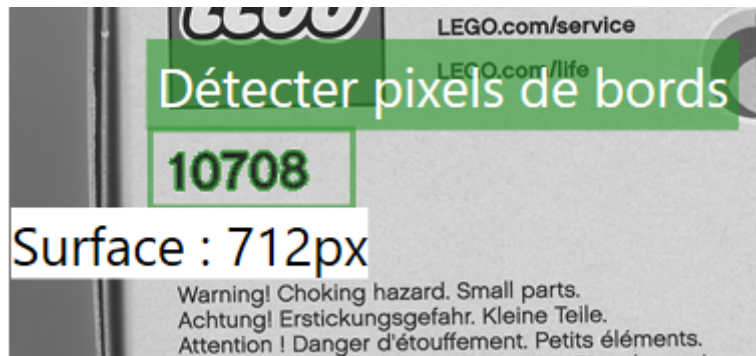 LEGO
LEGO.com/service
LEGO.com/life
Détecter pixels de bords
10708
Surface : 712px
Warning! Choking hazard. Small parts.
Achtung! Erstickungsgefahr. Kleine Teile.
Attention ! Danger d'étouffement. Petits éléments.